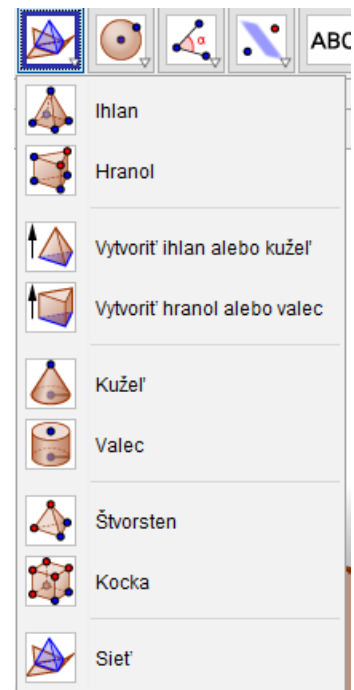 ABC
α
Ihlan
Hranol
Vytvoriť ihlan alebo kužeľ
Vytvoriť hranol alebo valec
Kužeľ
Valec
Štvorsten
Kocka
Sieť